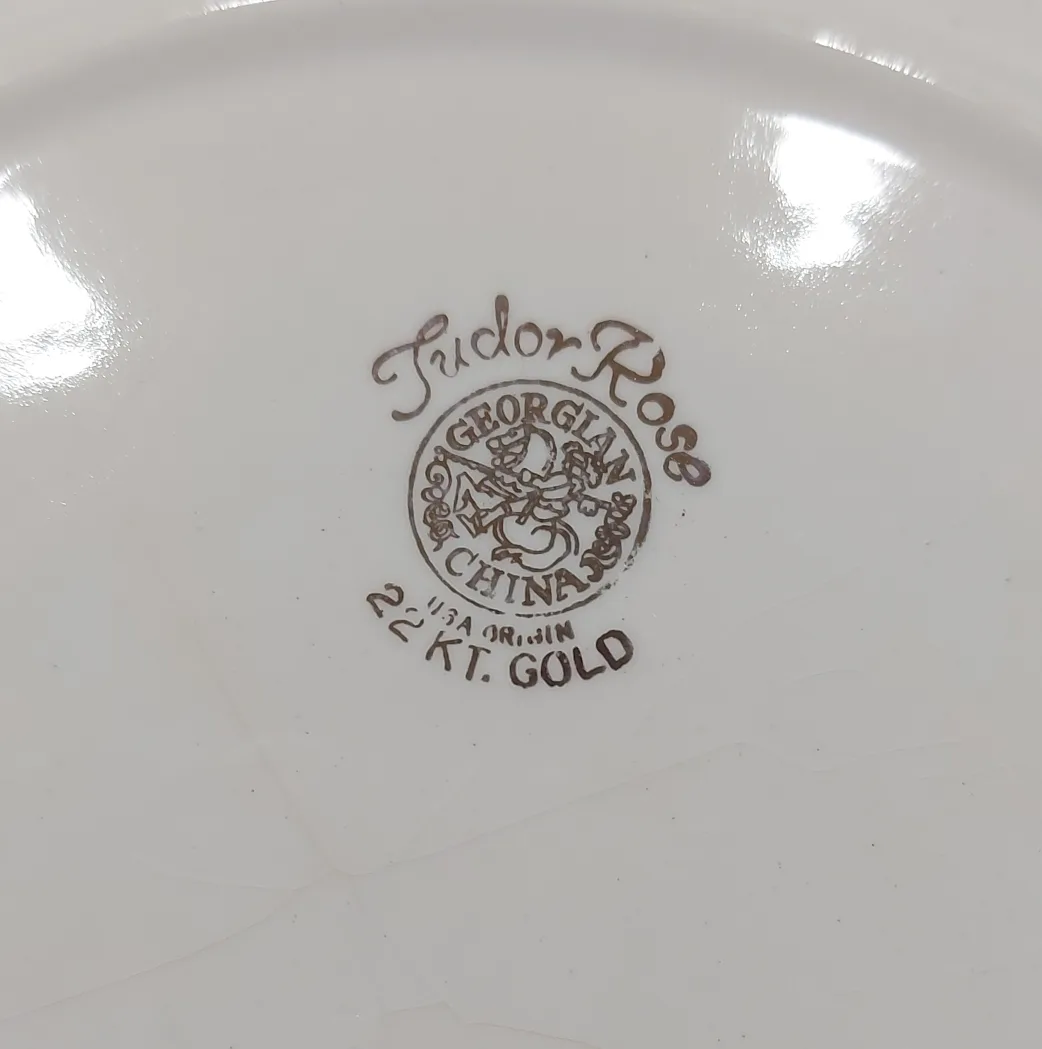 Tudor Rose
GEORGIAN
CHINA
USA ORIGIN
22 KT. GOLD